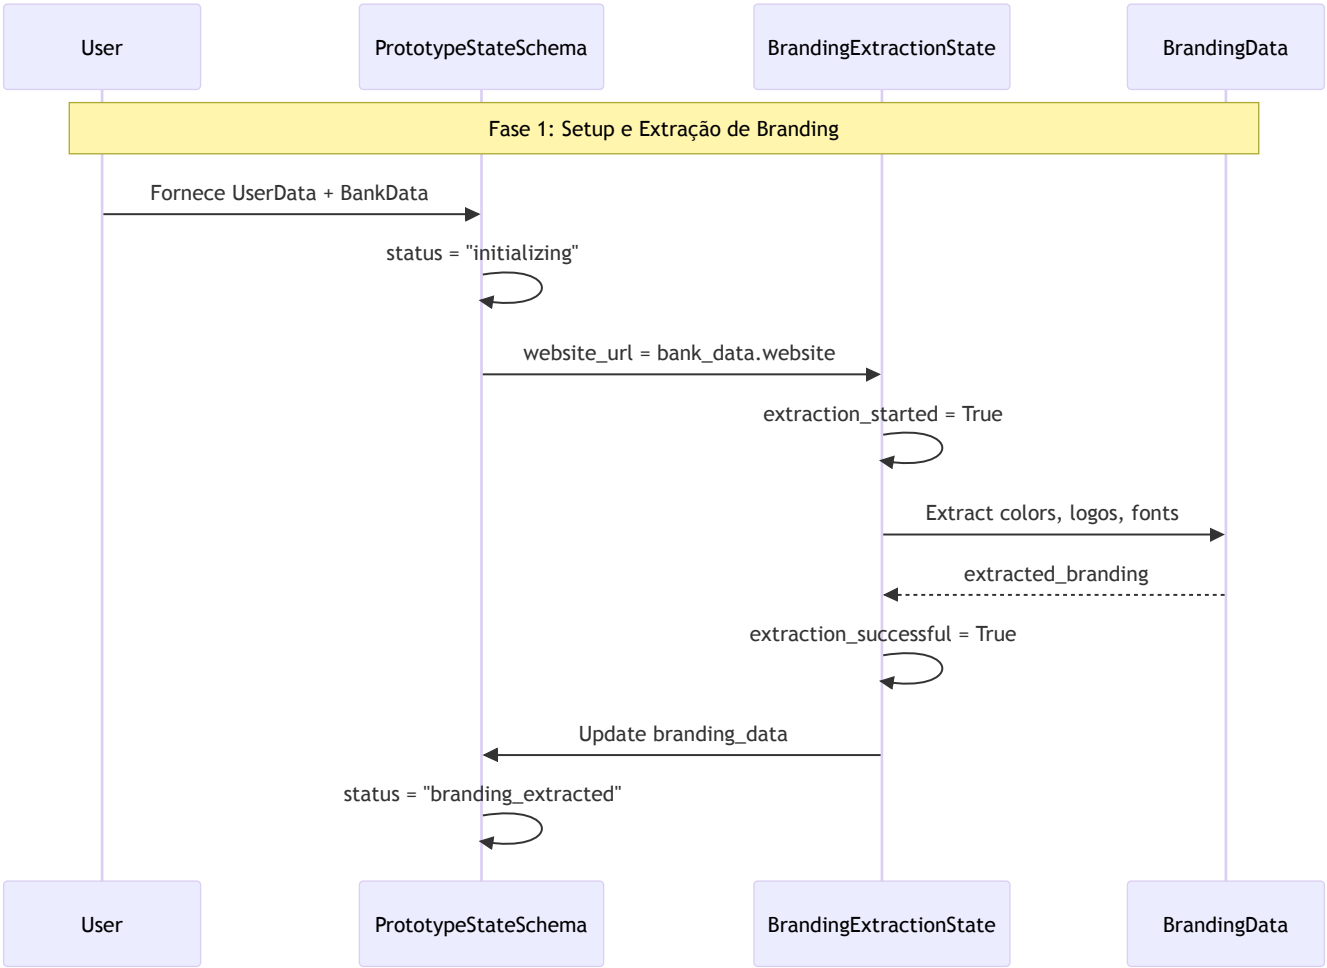 User
PrototypeStateSchema
BrandingExtractionState
BrandingData
Fase 1: Setup e Extração de Branding
Fornece UserData + BankData
status = "initializing"
website_url = bank_data.website
extraction_started = True
Extract colors, logos, fonts
extracted_branding
extraction_successful = True
Update branding_data
status = "branding_extracted"
User
PrototypeStateSchema
BrandingExtractionState
BrandingData